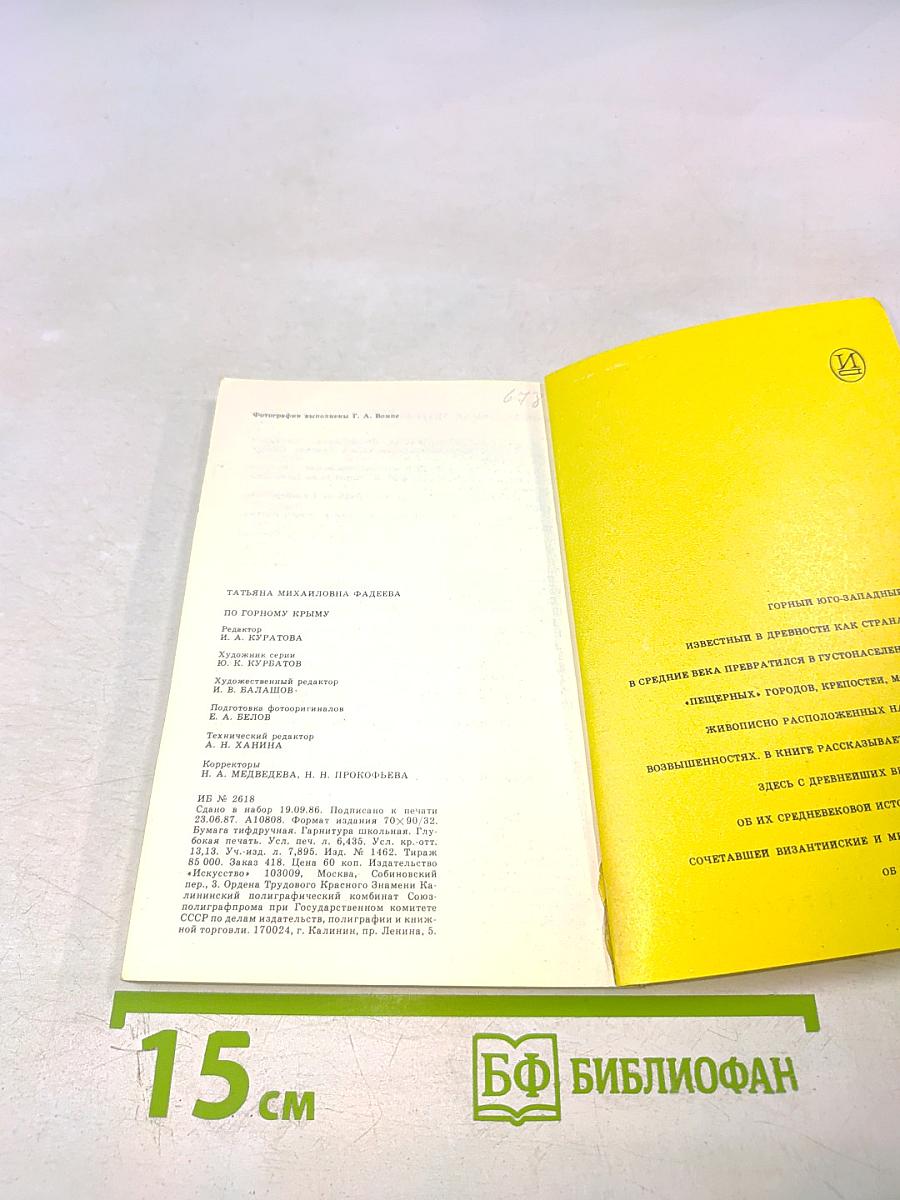 678
Фотографии выполнены Г. А. Вомпе
ТАТЬЯНА МИХАЙЛОВНА ФАДЕЕВА
ПО ГОРНОМУ КРЫМУ
Редактор
И. А. КУРАТОВА
Художник серии
Ю. К. КУРБАТОВ
Художественный редактор
И. В. БАЛАШОВ
Подготовка фотооригиналов
Е. А. БЕЛОВ
Технический редактор
А. Н. ХАНИНА
Корректоры
Н. А. МЕДВЕДЕВА, Н. Н. ПРОКОФЬЕВА
ИБ № 2618
Сдано в набор 19.09.86. Подписано к печати
23.06.87. А10808. Формат издания 70×90/32.
Бумага тифдручная. Гарнитура школьная. Глу-
бокая печать. Усл. печ. л. 6,435. Усл. кр.-отт.
13,13. Уч.-изд. л. 7,895. Изд. № 1462. Тираж
85 000. Заказ 418. Цена 60 коп. Издательство
«Искусство» 103009, Москва, Собиновский
пер., 3. Ордена Трудового Красного Знамени Ка-
лининский полиграфический комбинат Союз-
полиграфпрома при Государственном комитете
СССР по делам издательств, полиграфии и книж-
ной торговли. 170024, г. Калинин, пр. Ленина, 5.
И
ГОРНЫЙ ЮГО-ЗАПАДНЫЙ
ИЗВЕСТНЫЙ В ДРЕВНОСТИ КАК СТРАНА
В СРЕДНИЕ ВЕКА ПРЕВРАТИЛСЯ В ГУСТОНАСЕЛЕН
«ПЕЩЕРНЫХ» ГОРОДОВ, КРЕПОСТЕЙ, М
ЖИВОПИСНО РАСПОЛОЖЕННЫХ НА
ВОЗВЫШЕННОСТЯХ. В КНИГЕ РАССКАЗЫВАЕТ
ЗДЕСЬ С ДРЕВНЕЙШИХ ВР
ОБ ИХ СРЕДНЕВЕКОВОЙ ИСТО
СОЧЕТАВШЕЙ ВИЗАНТИЙСКИЕ И МЕ
ОБ
15 см
БФ БИБЛИОФАН